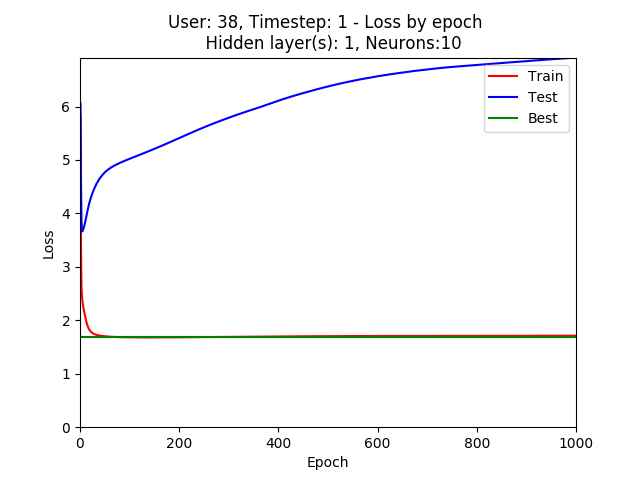 User: 38, Timestep: 1 - Loss by epoch
Hidden layer(s): 1, Neurons:10
Train
Test
Best
6
5
4
3
2
1
0
Loss
0 200 400 600 800 1000
Epoch